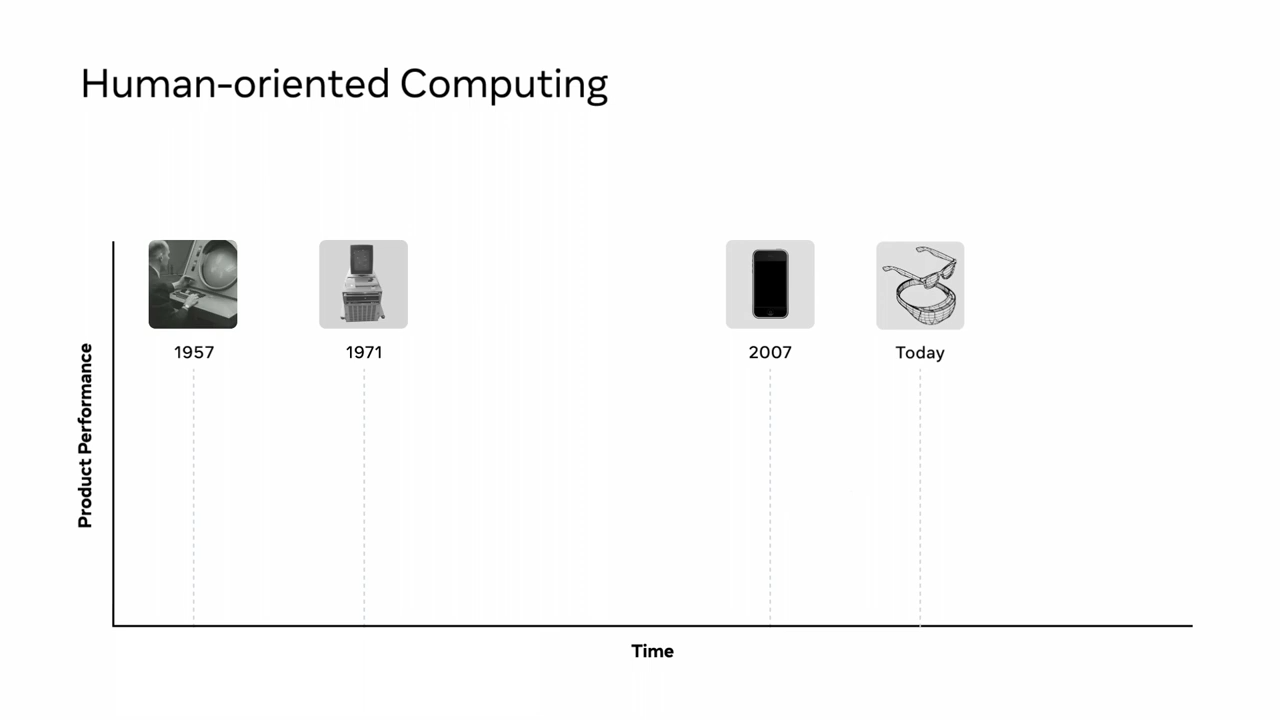 Human-oriented Computing
1957
1971
2007
Today
Product Performance
Time